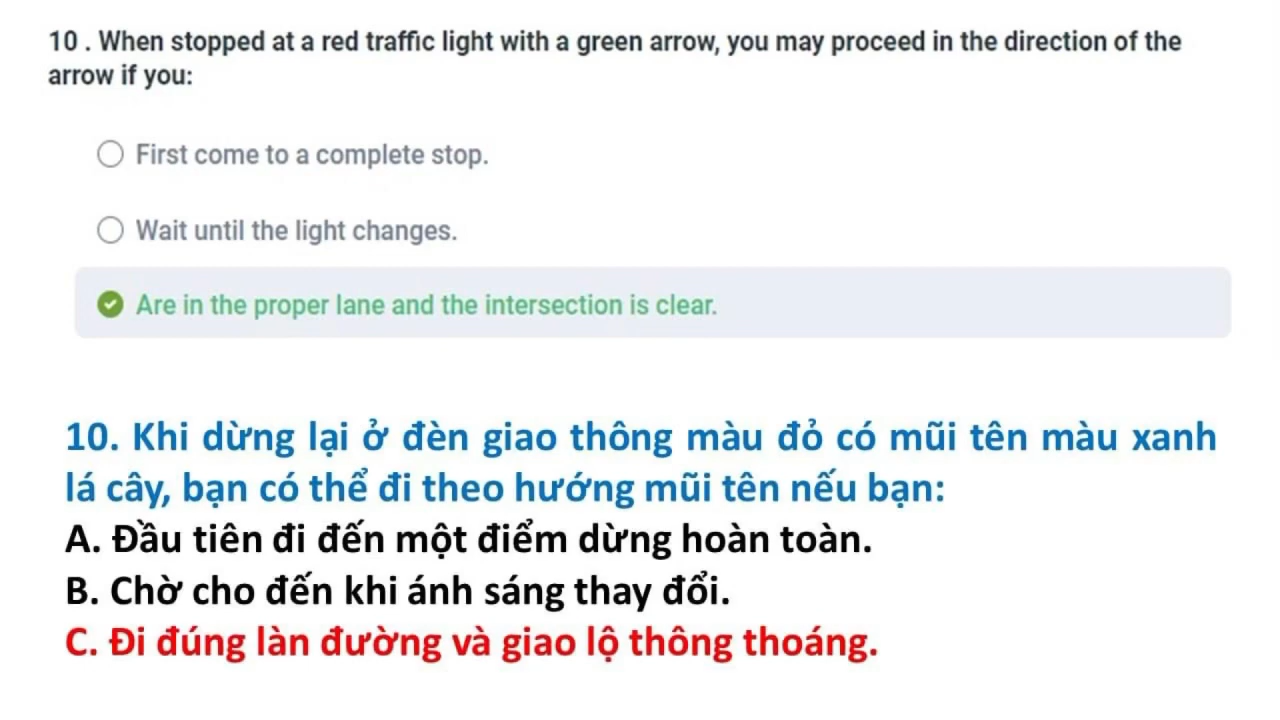 10 . When stopped at a red traffic light with a green arrow, you may proceed in the direction of the
arrow if you:
First come to a complete stop.
Wait until the light changes.
Are in the proper lane and the intersection is clear.
10. Khi dừng lại ở đèn giao thông màu đỏ có mũi tên màu xanh
lá cây, bạn có thể đi theo hướng mũi tên nếu bạn:
A. Đầu tiên đi đến một điểm dừng hoàn toàn.
B. Chờ cho đến khi ánh sáng thay đổi.
C. Đi đúng làn đường và giao lộ thông thoáng.